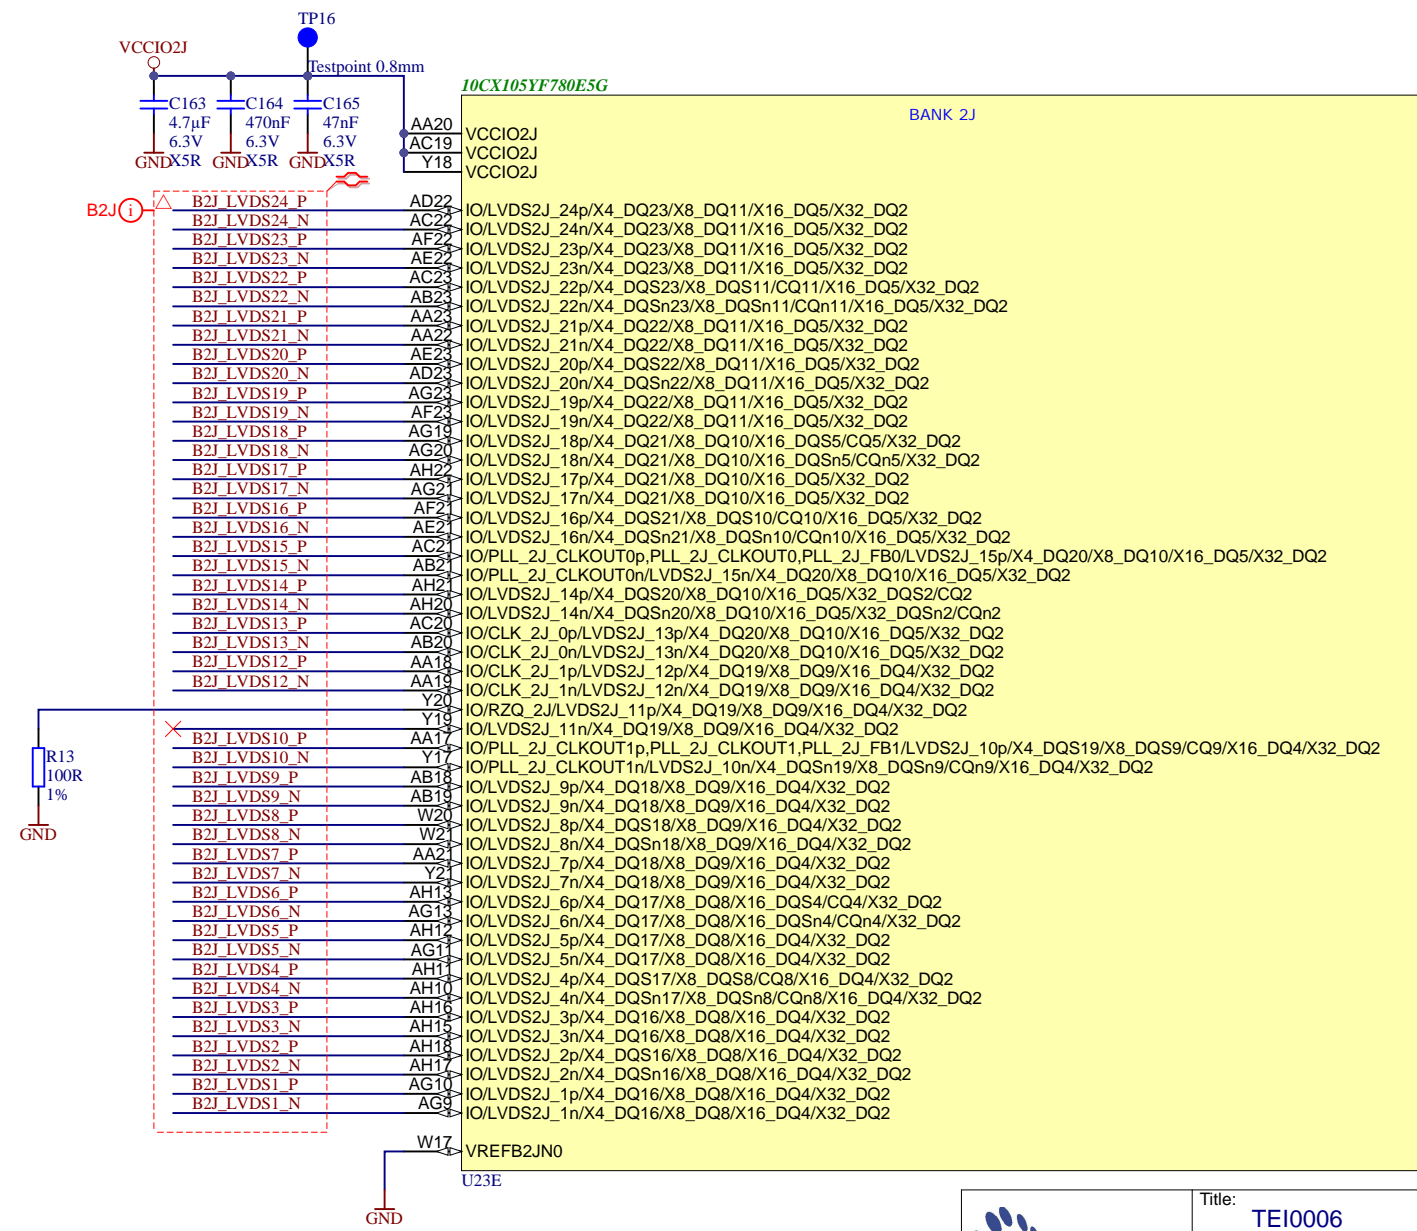 TP16
VCCIO2J
Testpoint 0.8mm
C163 C164 C165
4.7µF 470nF 47nF
6.3V 6.3V 6.3V
X5R X5R X5R
GND GND GND
10CX105YF780E5G
BANK 2J
AA20 VCCIO2J
AC19 VCCIO2J
Y18 VCCIO2J
B2J i
B2J_LVDS24_P AD22 IO/LVDS2J_24p/X4_DQ23/X8_DQ11/X16_DQ5/X32_DQ2
B2J_LVDS24_N AC22 IO/LVDS2J_24n/X4_DQ23/X8_DQ11/X16_DQ5/X32_DQ2
B2J_LVDS23_P AF22 IO/LVDS2J_23p/X4_DQ23/X8_DQ11/X16_DQ5/X32_DQ2
B2J_LVDS23_N AE22 IO/LVDS2J_23n/X4_DQ23/X8_DQ11/X16_DQ5/X32_DQ2
B2J_LVDS22_P AC23 IO/LVDS2J_22p/X4_DQS23/X8_DQS11/CQ11/X16_DQ5/X32_DQ2
B2J_LVDS22_N AB23 IO/LVDS2J_22n/X4_DQSn23/X8_DQSn11/CQn11/X16_DQ5/X32_DQ2
B2J_LVDS21_P AA23 IO/LVDS2J_21p/X4_DQ22/X8_DQ11/X16_DQ5/X32_DQ2
B2J_LVDS21_N AA22 IO/LVDS2J_21n/X4_DQ22/X8_DQ11/X16_DQ5/X32_DQ2
B2J_LVDS20_P AE23 IO/LVDS2J_20p/X4_DQS22/X8_DQ11/X16_DQ5/X32_DQ2
B2J_LVDS20_N AD23 IO/LVDS2J_20n/X4_DQSn22/X8_DQ11/X16_DQ5/X32_DQ2
B2J_LVDS19_P AG23 IO/LVDS2J_19p/X4_DQ22/X8_DQ11/X16_DQ5/X32_DQ2
B2J_LVDS19_N AF23 IO/LVDS2J_19n/X4_DQ22/X8_DQ11/X16_DQ5/X32_DQ2
B2J_LVDS18_P AG19 IO/LVDS2J_18p/X4_DQ21/X8_DQ10/X16_DQS5/CQ5/X32_DQ2
B2J_LVDS18_N AG20 IO/LVDS2J_18n/X4_DQ21/X8_DQ10/X16_DQSn5/CQn5/X32_DQ2
B2J_LVDS17_P AH22 IO/LVDS2J_17p/X4_DQ21/X8_DQ10/X16_DQ5/X32_DQ2
B2J_LVDS17_N AG21 IO/LVDS2J_17n/X4_DQ21/X8_DQ10/X16_DQ5/X32_DQ2
B2J_LVDS16_P AF21 IO/LVDS2J_16p/X4_DQS21/X8_DQS10/CQ10/X16_DQ5/X32_DQ2
B2J_LVDS16_N AE21 IO/LVDS2J_16n/X4_DQSn21/X8_DQSn10/CQn10/X16_DQ5/X32_DQ2
B2J_LVDS15_P AC21 IO/PLL_2J_CLKOUT0p,PLL_2J_CLKOUT0,PLL_2J_FB0/LVDS2J_15p/X4_DQ20/X8_DQ10/X16_DQ5/X32_DQ2
B2J_LVDS15_N AB21 IO/PLL_2J_CLKOUT0n/LVDS2J_15n/X4_DQ20/X8_DQ10/X16_DQ5/X32_DQ2
B2J_LVDS14_P AH21 IO/LVDS2J_14p/X4_DQS20/X8_DQ10/X16_DQ5/X32_DQS2/CQ2
B2J_LVDS14_N AH20 IO/LVDS2J_14n/X4_DQSn20/X8_DQ10/X16_DQ5/X32_DQSn2/CQn2
B2J_LVDS13_P AC20 IO/CLK_2J_0p/LVDS2J_13p/X4_DQ20/X8_DQ10/X16_DQ5/X32_DQ2
B2J_LVDS13_N AB20 IO/CLK_2J_0n/LVDS2J_13n/X4_DQ20/X8_DQ10/X16_DQ5/X32_DQ2
B2J_LVDS12_P AA18 IO/CLK_2J_1p/LVDS2J_12p/X4_DQ19/X8_DQ9/X16_DQ4/X32_DQ2
B2J_LVDS12_N AA19 IO/CLK_2J_1n/LVDS2J_12n/X4_DQ19/X8_DQ9/X16_DQ4/X32_DQ2
Y20 IO/RZQ_2J/LVDS2J_11p/X4_DQ19/X8_DQ9/X16_DQ4/X32_DQ2
Y19 IO/LVDS2J_11n/X4_DQ19/X8_DQ9/X16_DQ4/X32_DQ2
B2J_LVDS10_P AA17 IO/PLL_2J_CLKOUT1p,PLL_2J_CLKOUT1,PLL_2J_FB1/LVDS2J_10p/X4_DQS19/X8_DQS9/CQ9/X16_DQ4/X32_DQ2
B2J_LVDS10_N Y17 IO/PLL_2J_CLKOUT1n/LVDS2J_10n/X4_DQSn19/X8_DQSn9/CQn9/X16_DQ4/X32_DQ2
R13
100R
1%
GND
B2J_LVDS9_P AB18 IO/LVDS2J_9p/X4_DQ18/X8_DQ9/X16_DQ4/X32_DQ2
B2J_LVDS9_N AB19 IO/LVDS2J_9n/X4_DQ18/X8_DQ9/X16_DQ4/X32_DQ2
B2J_LVDS8_P W20 IO/LVDS2J_8p/X4_DQS18/X8_DQ9/X16_DQ4/X32_DQ2
B2J_LVDS8_N W21 IO/LVDS2J_8n/X4_DQSn18/X8_DQ9/X16_DQ4/X32_DQ2
B2J_LVDS7_P AA21 IO/LVDS2J_7p/X4_DQ18/X8_DQ9/X16_DQ4/X32_DQ2
B2J_LVDS7_N Y21 IO/LVDS2J_7n/X4_DQ18/X8_DQ9/X16_DQ4/X32_DQ2
B2J_LVDS6_P AH13 IO/LVDS2J_6p/X4_DQ17/X8_DQ8/X16_DQS4/CQ4/X32_DQ2
B2J_LVDS6_N AG13 IO/LVDS2J_6n/X4_DQ17/X8_DQ8/X16_DQSn4/CQn4/X32_DQ2
B2J_LVDS5_P AH12 IO/LVDS2J_5p/X4_DQ17/X8_DQ8/X16_DQ4/X32_DQ2
B2J_LVDS5_N AG11 IO/LVDS2J_5n/X4_DQ17/X8_DQ8/X16_DQ4/X32_DQ2
B2J_LVDS4_P AH11 IO/LVDS2J_4p/X4_DQS17/X8_DQS8/CQ8/X16_DQ4/X32_DQ2
B2J_LVDS4_N AH10 IO/LVDS2J_4n/X4_DQSn17/X8_DQSn8/CQn8/X16_DQ4/X32_DQ2
B2J_LVDS3_P AH16 IO/LVDS2J_3p/X4_DQ16/X8_DQ8/X16_DQ4/X32_DQ2
B2J_LVDS3_N AH15 IO/LVDS2J_3n/X4_DQ16/X8_DQ8/X16_DQ4/X32_DQ2
B2J_LVDS2_P AH18 IO/LVDS2J_2p/X4_DQS16/X8_DQ8/X16_DQ4/X32_DQ2
B2J_LVDS2_N AH17 IO/LVDS2J_2n/X4_DQSn16/X8_DQ8/X16_DQ4/X32_DQ2
B2J_LVDS1_P AG10 IO/LVDS2J_1p/X4_DQ16/X8_DQ8/X16_DQ4/X32_DQ2
B2J_LVDS1_N AG9 IO/LVDS2J_1n/X4_DQ16/X8_DQ8/X16_DQ4/X32_DQ2
W17 VREFB2JN0
U23E
GND
Title:
TEI0006